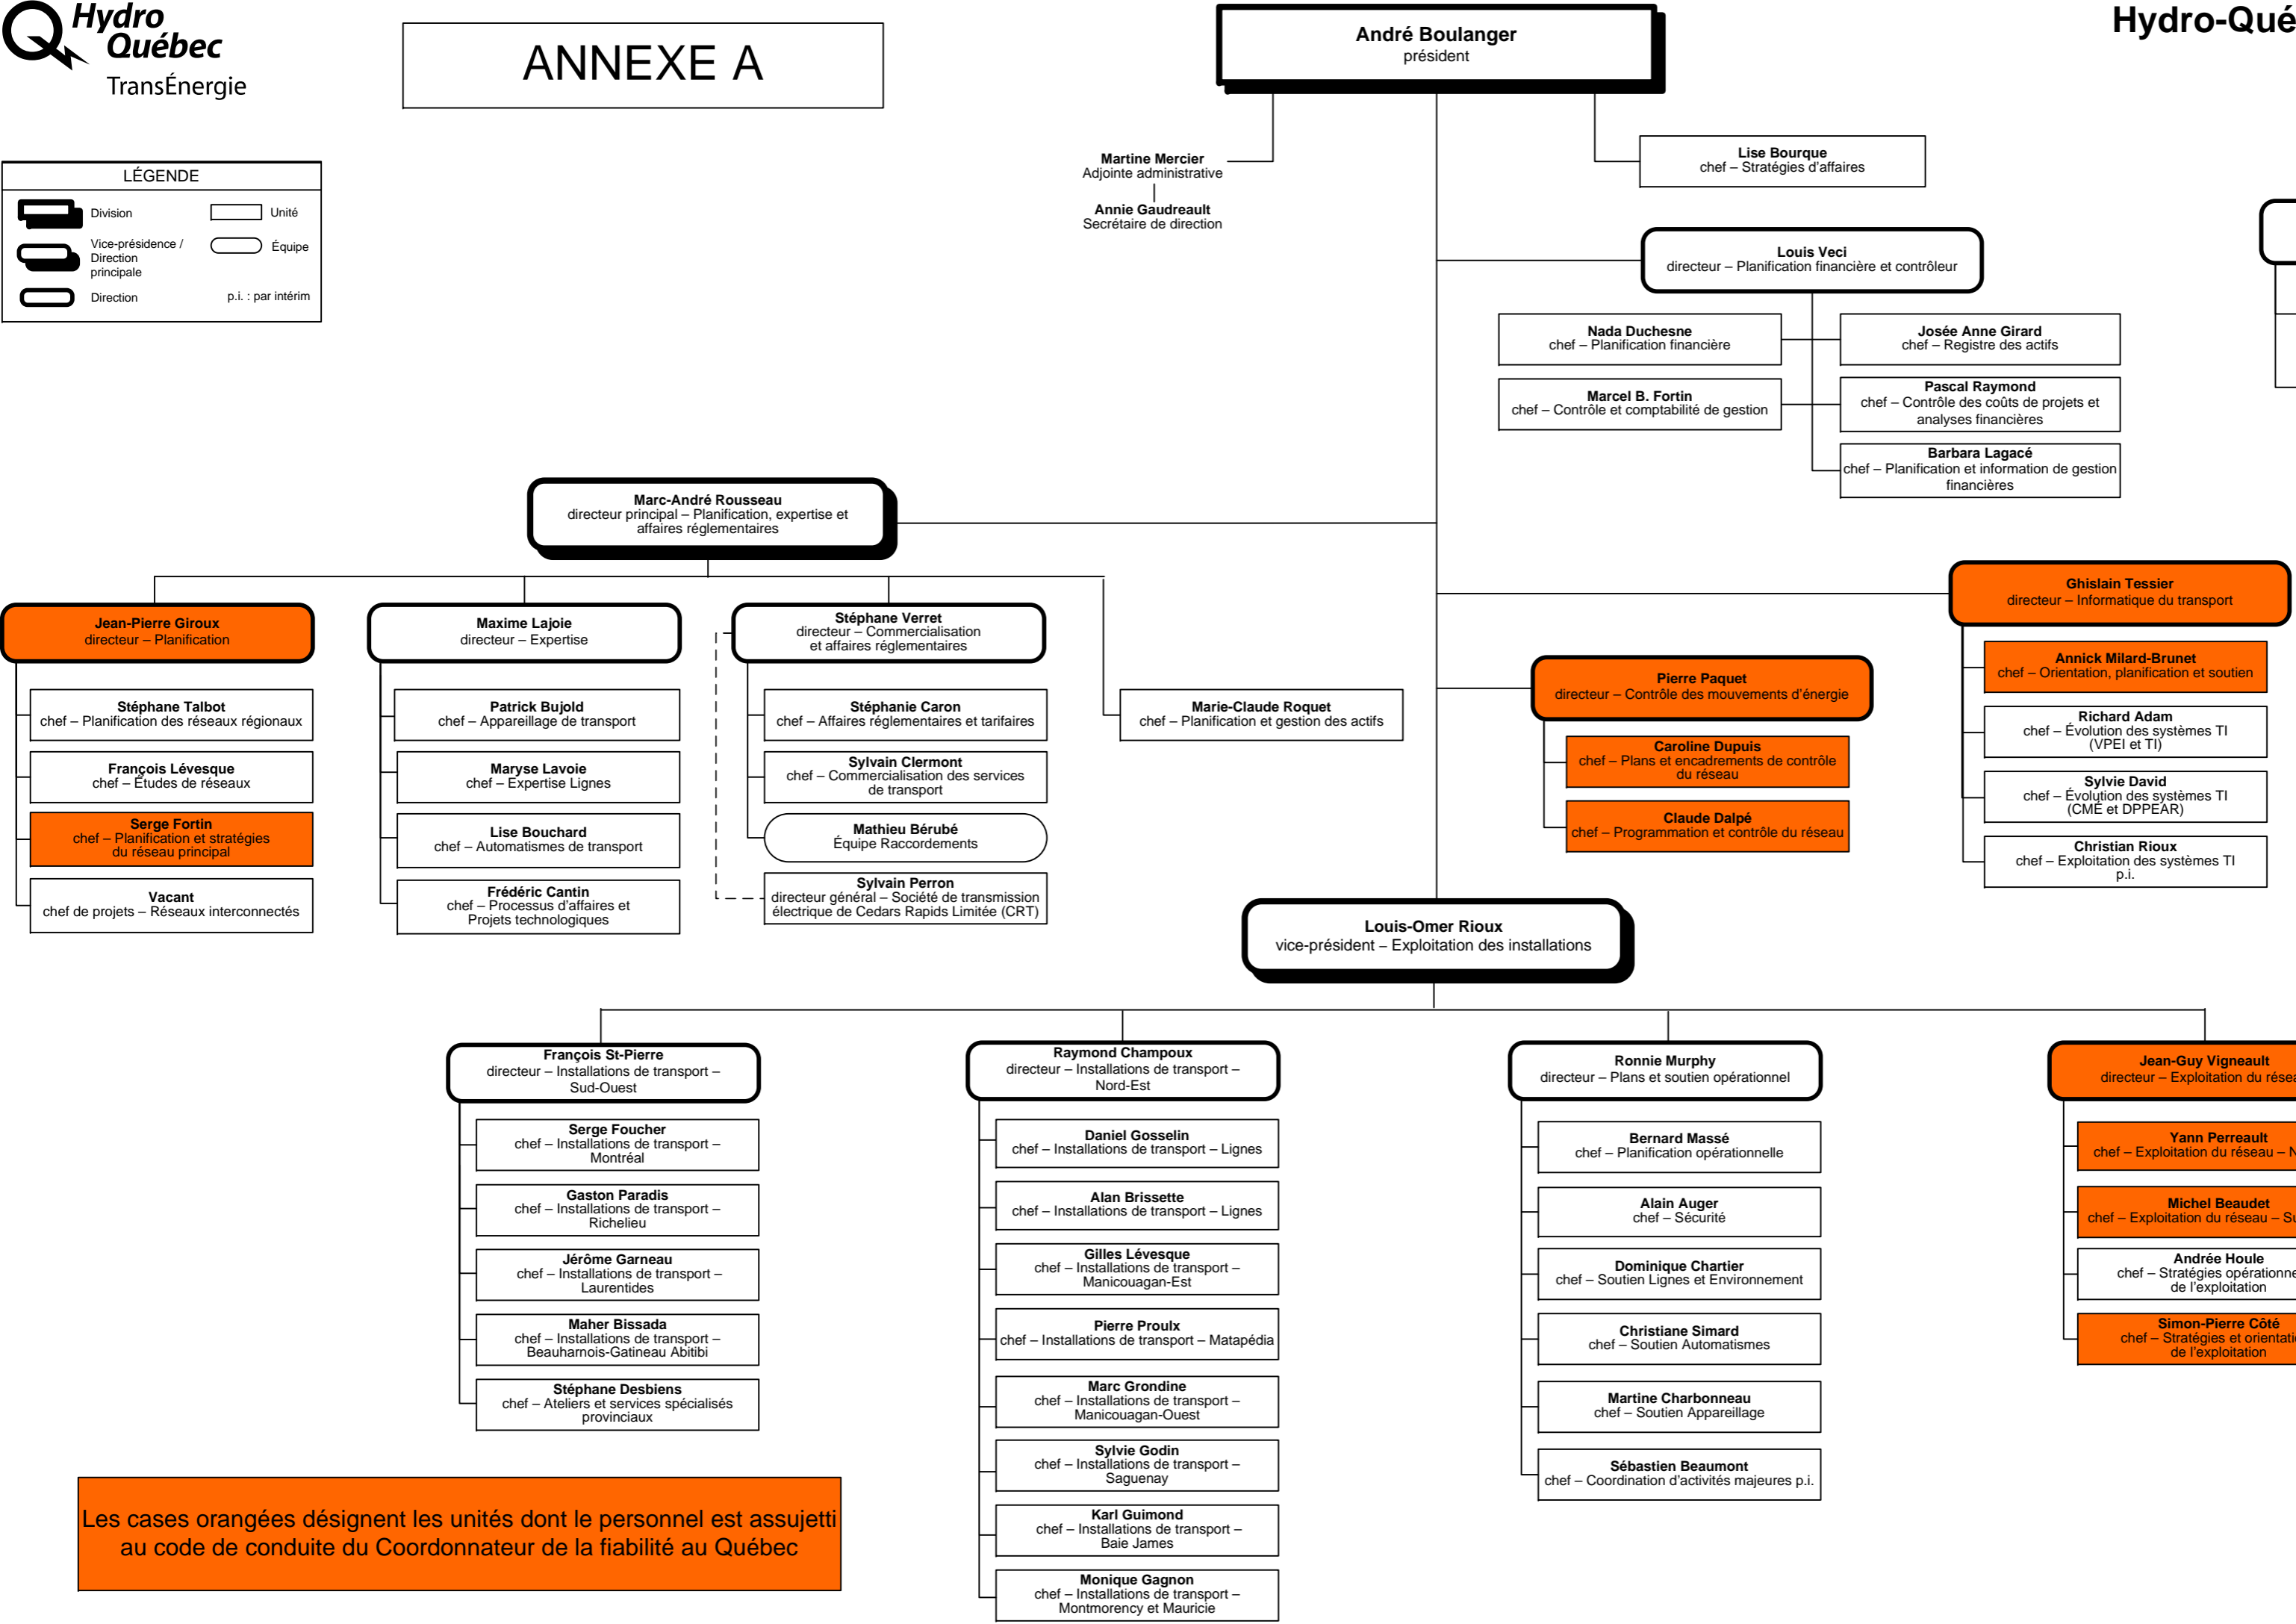 Hydro
Québec
TransÉnergie
ANNEXE A
André Boulanger
président
Hydro-Qué
LÉGENDE
Division
Unité
Vice-présidence /
Direction
principale
Équipe
Direction
p.i. : par intérim
Martine Mercier
Adjointe administrative
Annie Gaudreault
Secrétaire de direction
Lise Bourque
chef – Stratégies d'affaires
Louis Veci
directeur – Planification financière et contrôleur
Nada Duchesne
chef – Planification financière
Josée Anne Girard
chef – Registre des actifs
Marcel B. Fortin
chef – Contrôle et comptabilité de gestion
Pascal Raymond
chef – Contrôle des coûts de projets et
analyses financières
Barbara Lagacé
chef – Planification et information de gestion
financières
Marc-André Rousseau
directeur principal – Planification, expertise et
affaires réglementaires
Jean-Pierre Giroux
directeur – Planification
Stéphane Talbot
chef – Planification des réseaux régionaux
François Lévesque
chef – Études de réseaux
Serge Fortin
chef – Planification et stratégies
du réseau principal
Vacant
chef de projets – Réseaux interconnectés
Maxime Lajoie
directeur – Expertise
Patrick Bujold
chef – Appareillage de transport
Maryse Lavoie
chef – Expertise Lignes
Lise Bouchard
chef – Automatismes de transport
Frédéric Cantin
chef – Processus d'affaires et
Projets technologiques
Stéphane Verret
directeur – Commercialisation
et affaires réglementaires
Stéphanie Caron
chef – Affaires réglementaires et tarifaires
Sylvain Clermont
chef – Commercialisation des services
de transport
Mathieu Bérubé
Équipe Raccordements
Sylvain Perron
directeur général – Société de transmission
électrique de Cedars Rapids Limitée (CRT)
Marie-Claude Roquet
chef – Planification et gestion des actifs
Pierre Paquet
directeur – Contrôle des mouvements d'énergie
Caroline Dupuis
chef – Plans et encadrements de contrôle
du réseau
Claude Dalpé
chef – Programmation et contrôle du réseau
Ghislain Tessier
directeur – Informatique du transport
Annick Milard-Brunet
chef – Orientation, planification et soutien
Richard Adam
chef – Évolution des systèmes TI
(VPEI et TI)
Sylvie David
chef – Évolution des systèmes TI
(CMÉ et DPPEAR)
Christian Rioux
chef – Exploitation des systèmes TI
p.i.
Louis-Omer Rioux
vice-président – Exploitation des installations
François St-Pierre
directeur – Installations de transport –
Sud-Ouest
Serge Foucher
chef – Installations de transport –
Montréal
Gaston Paradis
chef – Installations de transport –
Richelieu
Jérôme Garneau
chef – Installations de transport –
Laurentides
Maher Bissada
chef – Installations de transport –
Beauharnois-Gatineau Abitibi
Stéphane Desbiens
chef – Ateliers et services spécialisés
provinciaux
Raymond Champoux
directeur – Installations de transport –
Nord-Est
Daniel Gosselin
chef – Installations de transport – Lignes
Alan Brissette
chef – Installations de transport – Lignes
Gilles Lévesque
chef – Installations de transport –
Manicouagan-Est
Pierre Proulx
chef – Installations de transport – Matapédia
Marc Grondine
chef – Installations de transport –
Manicouagan-Ouest
Sylvie Godin
chef – Installations de transport –
Saguenay
Karl Guimond
chef – Installations de transport –
Baie James
Monique Gagnon
chef – Installations de transport –
Montmorency et Mauricie
Ronnie Murphy
directeur – Plans et soutien opérationnel
Bernard Massé
chef – Planification opérationnelle
Alain Auger
chef – Sécurité
Dominique Chartier
chef – Soutien Lignes et Environnement
Christiane Simard
chef – Soutien Automatismes
Martine Charbonneau
chef – Soutien Appareillage
Sébastien Beaumont
chef – Coordination d'activités majeures p.i.
Jean-Guy Vigneault
directeur – Exploitation du résea
Yann Perreault
chef – Exploitation du réseau – N
Michel Beaudet
chef – Exploitation du réseau – Su
Andrée Houle
chef – Stratégies opérationne
de l'exploitation
Simon-Pierre Côté
chef – Stratégies et orientati
de l'exploitation
Les cases orangées désignent les unités dont le personnel est assujetti
au code de conduite du Coordonnateur de la fiabilité au Québec